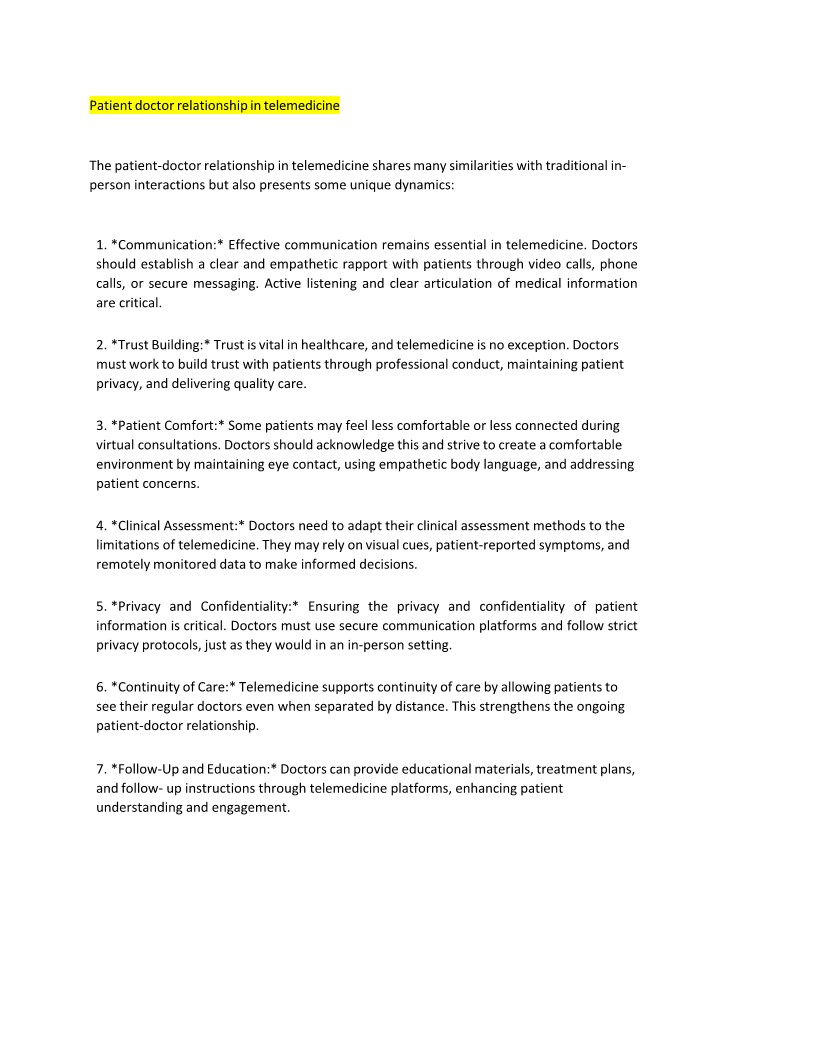 Patient doctor relationship in telemedicine
The patient-doctor relationship in telemedicine shares many similarities with traditional in-
person interactions but also presents some unique dynamics:
1. *Communication:* Effective communication remains essential in telemedicine. Doctors
should establish a clear and empathetic rapport with patients through video calls, phone
calls, or secure messaging. Active listening and clear articulation of medical information
are critical.
2. *Trust Building:* Trust is vital in healthcare, and telemedicine is no exception. Doctors
must work to build trust with patients through professional conduct, maintaining patient
privacy, and delivering quality care.
3. *Patient Comfort:* Some patients may feel less comfortable or less connected during
virtual consultations. Doctors should acknowledge this and strive to create a comfortable
environment by maintaining eye contact, using empathetic body language, and addressing
patient concerns.
4. *Clinical Assessment:* Doctors need to adapt their clinical assessment methods to the
limitations of telemedicine. They may rely on visual cues, patient-reported symptoms, and
remotely monitored data to make informed decisions.
5. *Privacy and Confidentiality:* Ensuring the privacy and confidentiality of patient
information is critical. Doctors must use secure communication platforms and follow strict
privacy protocols, just as they would in an in-person setting.
6. *Continuity of Care:* Telemedicine supports continuity of care by allowing patients to
see their regular doctors even when separated by distance. This strengthens the ongoing
patient-doctor relationship.
7. *Follow-Up and Education:* Doctors can provide educational materials, treatment plans,
and follow- up instructions through telemedicine platforms, enhancing patient
understanding and engagement.